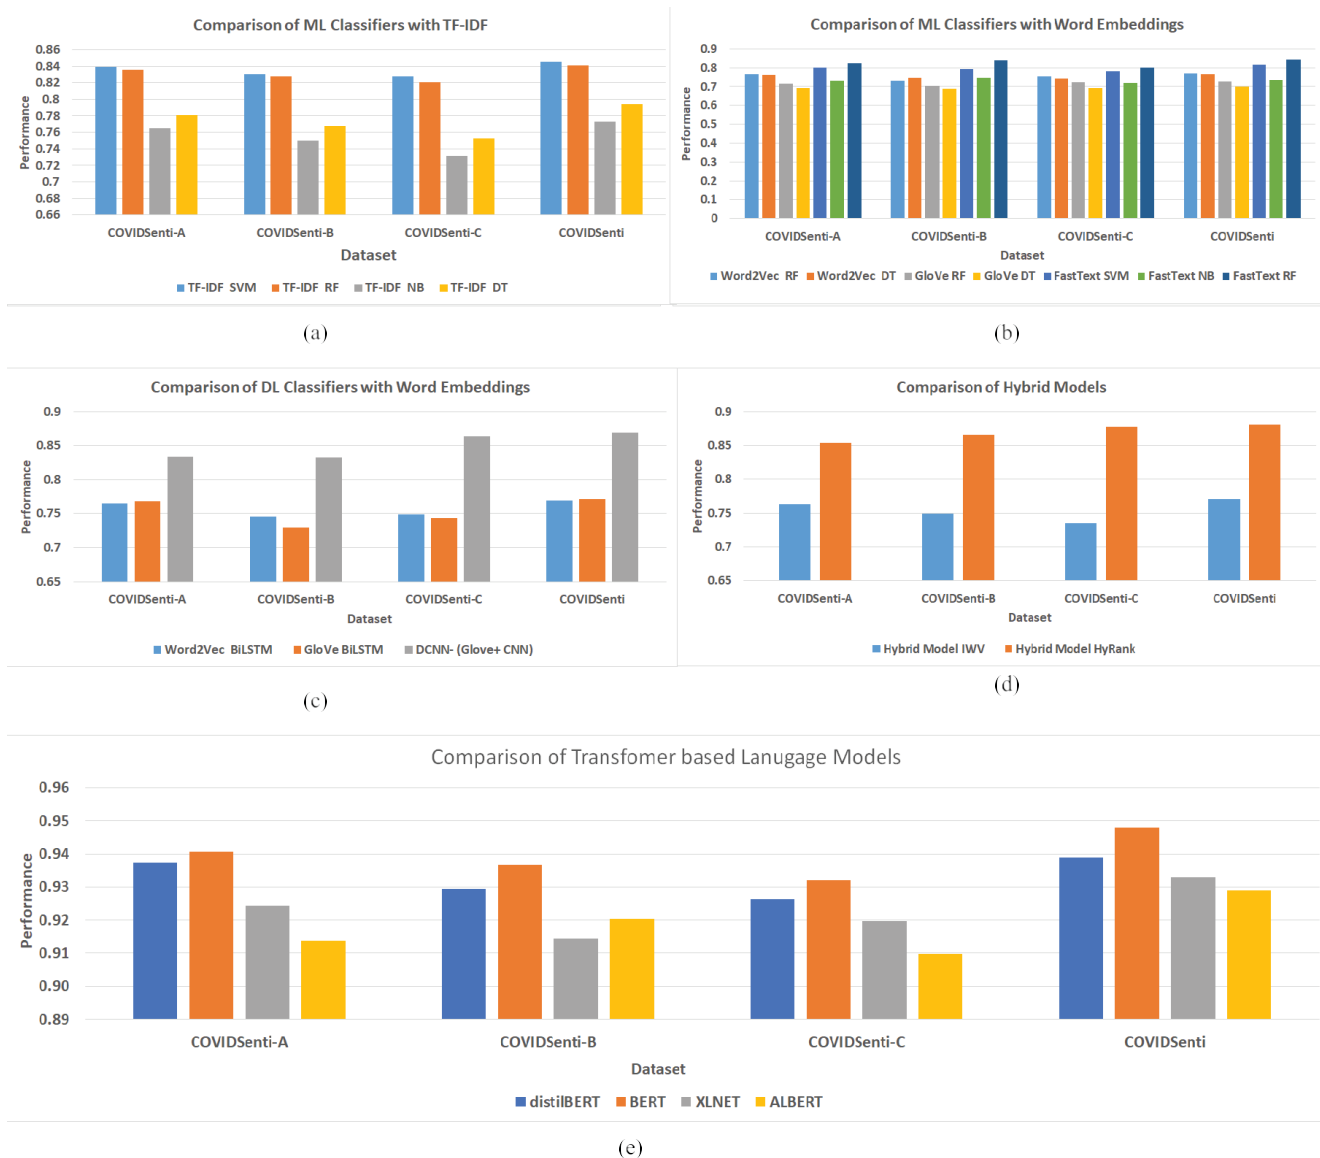 Comparison of ML Classifiers with TF-IDF
0.86
0.84
0.82
0.8
0.78
0.76
0.74
0.72
0.7
0.68
0.66
Performance
COVIDSenti-A COVIDSenti-B COVIDSenti-C COVIDSenti
Dataset
TF-IDF SVM TF-IDF RF TF-IDF NB TF-IDF DT
(a)
Comparison of ML Classifiers with Word Embeddings
0.9
0.8
0.7
0.6
0.5
0.4
0.3
0.2
0.1
0
Performance
COVIDSenti-A COVIDSenti-B COVIDSenti-C COVIDSenti
Dataset
Word2Vec RF Word2Vec DT GloVe RF GloVe DT FastText SVM FastText NB FastText RF
(b)
Comparison of DL Classifiers with Word Embeddings
0.9
0.85
0.8
0.75
0.7
0.65
Performance
COVIDSenti-A COVIDSenti-B COVIDSenti-C COVIDSenti
Dataset
Word2Vec BiLSTM GloVe BiLSTM DCNN- (Glove+ CNN)
(c)
Comparison of Hybrid Models
0.9
0.85
0.8
0.75
0.7
0.65
Performance
COVIDSenti-A COVIDSenti-B COVIDSenti-C COVIDSenti
Dataset
Hybrid Model IWV Hybrid Model HyRank
(d)
Comparison of Transfomer based Lanugage Models
0.96
0.95
0.94
0.93
0.92
0.91
0.90
0.89
Performance
COVIDSenti-A COVIDSenti-B COVIDSenti-C COVIDSenti
Dataset
distilBERT BERT XLNET ALBERT
(e)